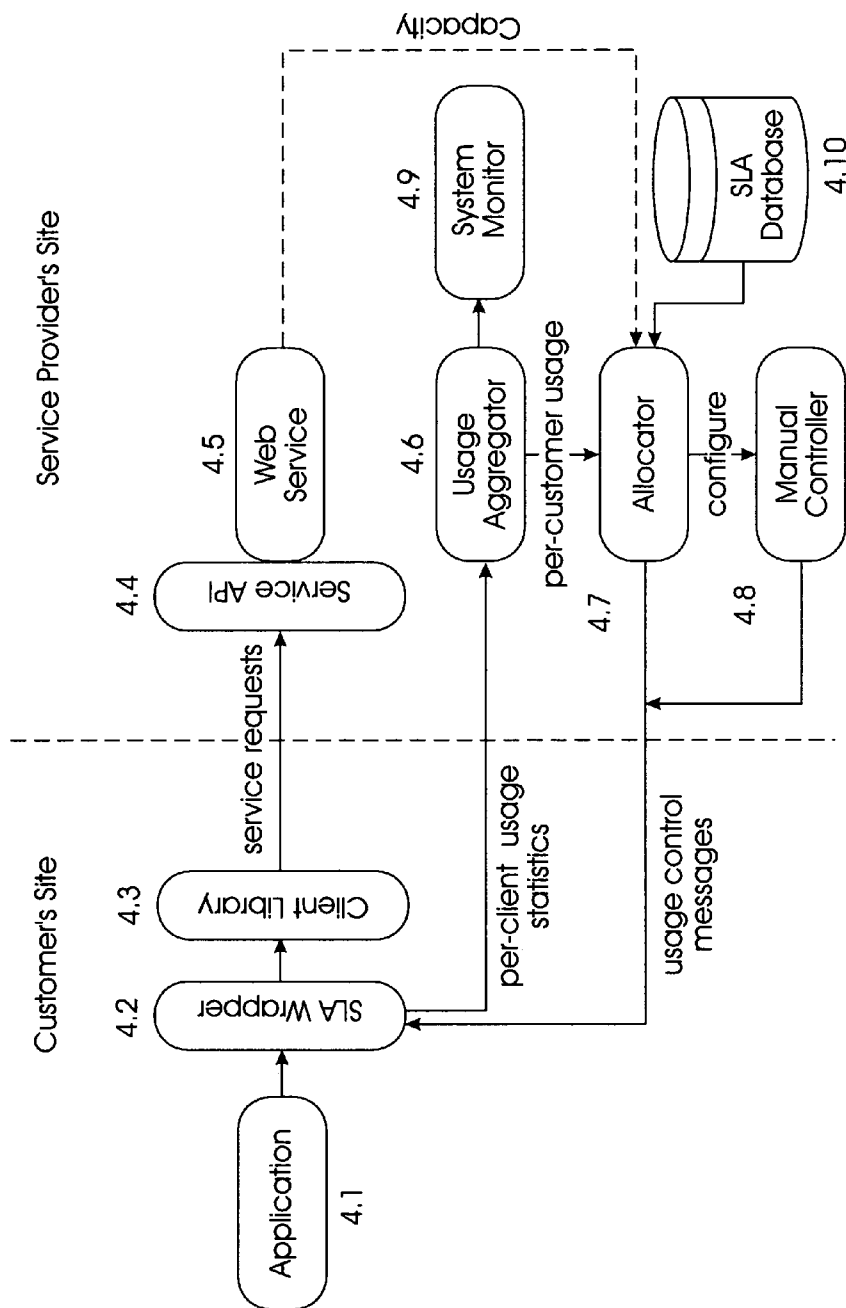 Customer's Site
Service Provider's Site
4.1
Application
4.2
SLA Wrapper
4.3
Client Library
service requests
4.4
Service API
4.5
Web
Service
Capacity
per-client usage
statistics
4.6
Usage
Aggregator
4.9
System
Monitor
per-customer usage
usage control
messages
4.7
Allocator
configure
4.8
Manual
Controller
SLA
Database
4.10